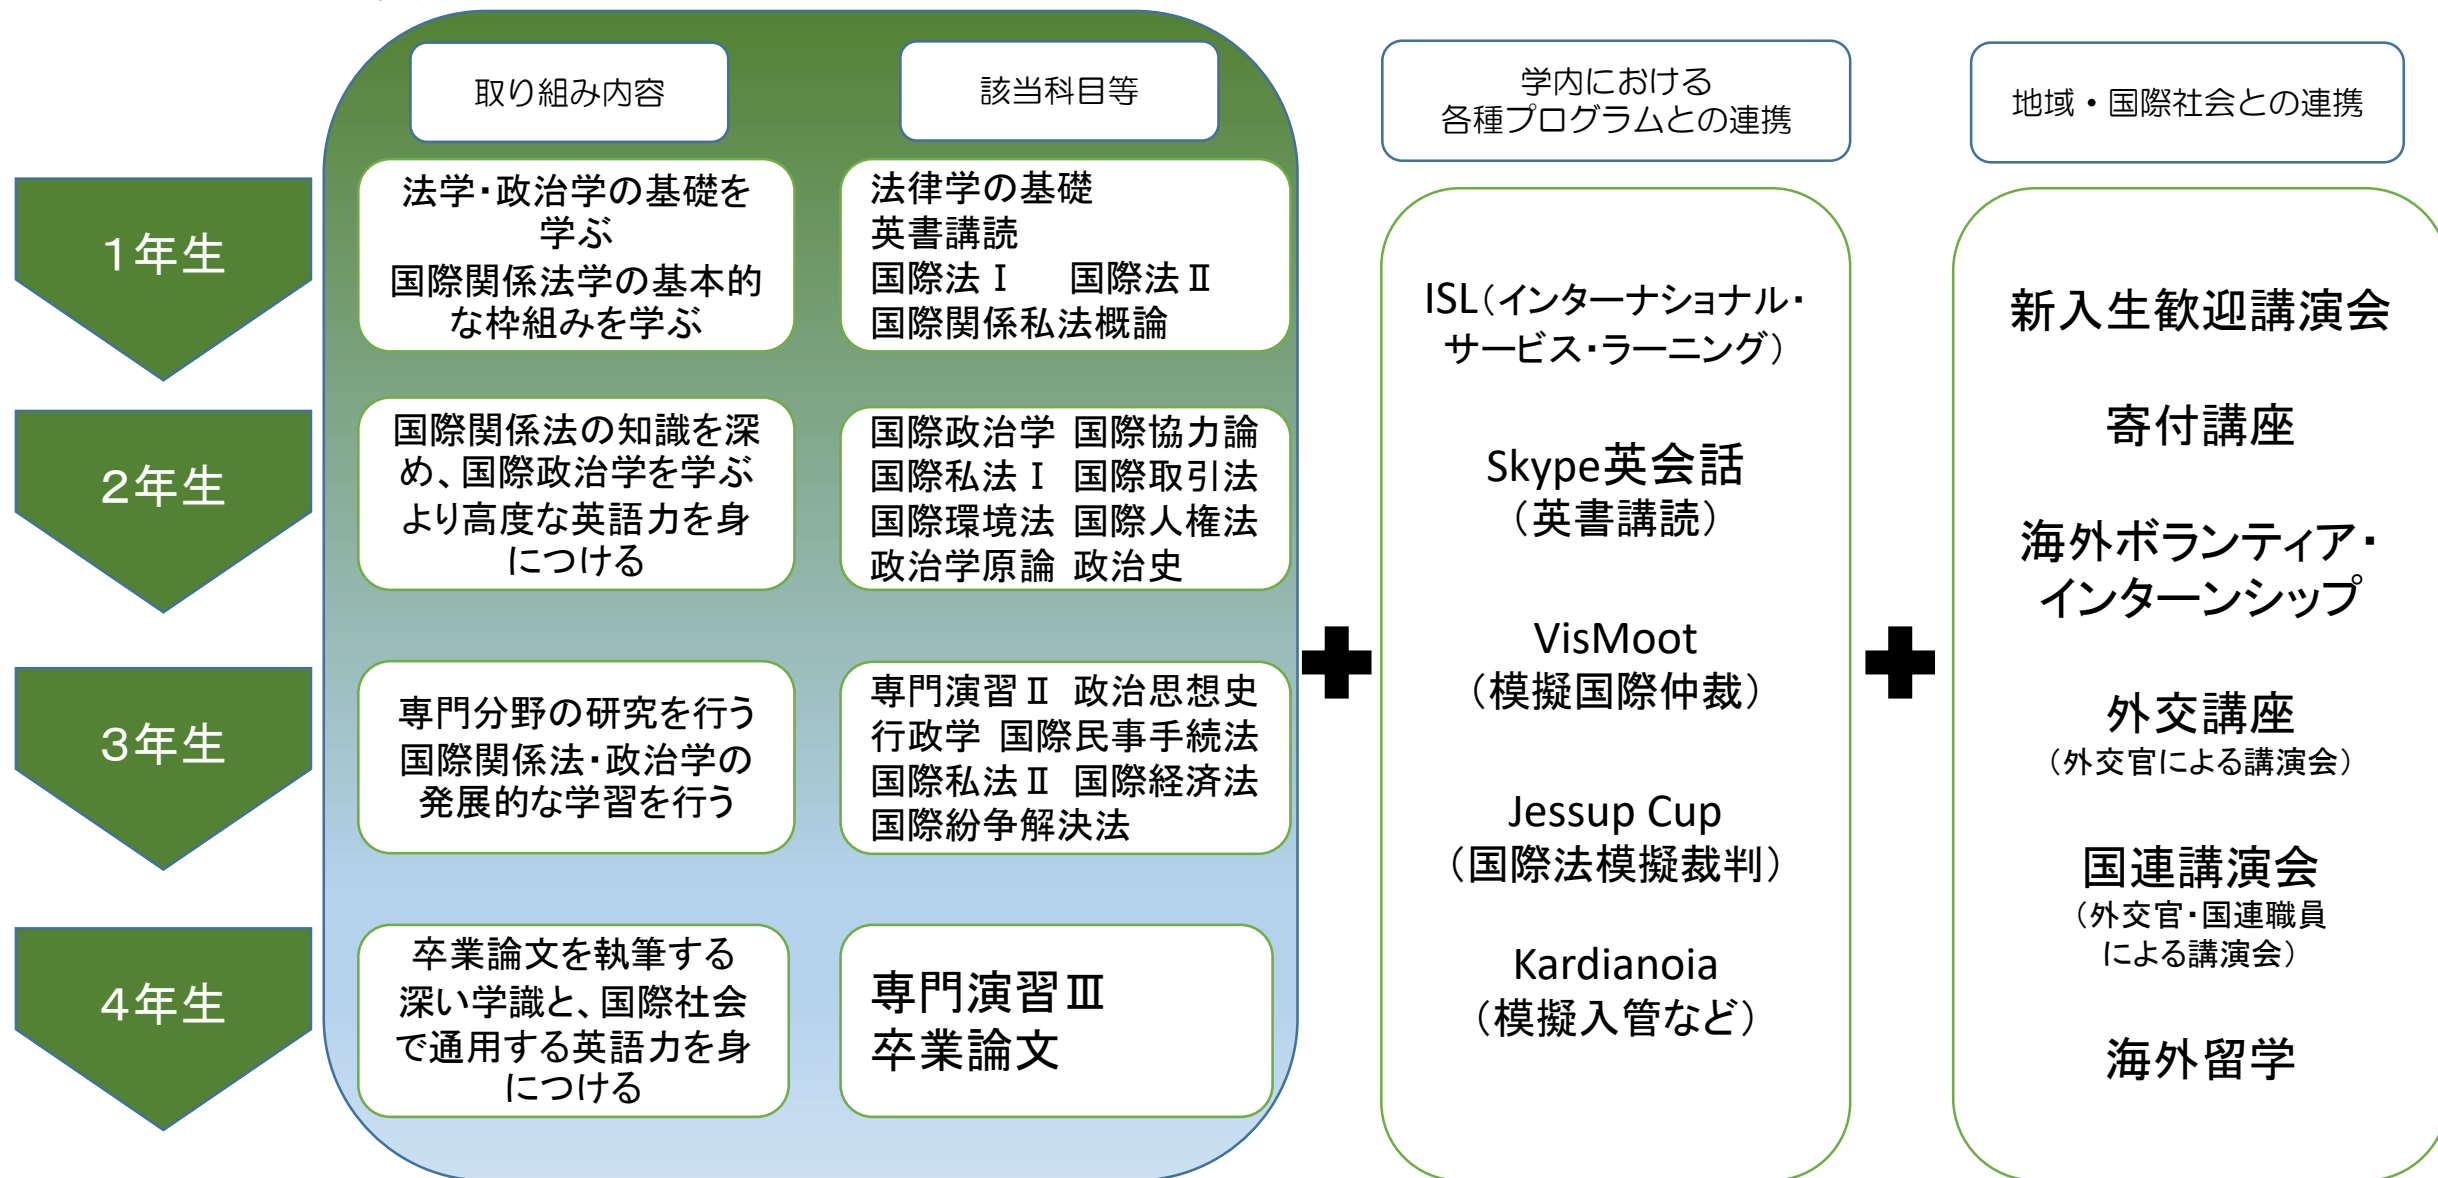 取り組み内容
該当科目等
学内における
各種プログラムとの連携
地域・国際社会との連携
1年生
法学・政治学の基礎を
学ぶ
国際関係法学の基本的
な枠組みを学ぶ
法律学の基礎
英書講読
国際法Ⅰ 国際法Ⅱ
国際関係私法概論
2年生
国際関係法の知識を深
め、国際政治学を学ぶ
より高度な英語力を身
につける
国際政治学 国際協力論
国際私法Ⅰ 国際取引法
国際環境法 国際人権法
政治学原論 政治史
3年生
専門分野の研究を行う
国際関係法・政治学の
発展的な学習を行う
専門演習Ⅱ 政治思想史
行政学 国際民事手続法
国際私法Ⅱ 国際経済法
国際紛争解決法
4年生
卒業論文を執筆する
深い学識と、国際社会
で通用する英語力を身
につける
専門演習Ⅲ
卒業論文
ISL（インターナショナル・
サービス・ラーニング）
Skype英会話
（英書講読）
VisMoot
（模擬国際仲裁）
Jessup Cup
（国際法模擬裁判）
Kardianoia
（模擬入管など）
新入生歓迎講演会
寄付講座
海外ボランティア・
インターンシップ
外交講座
（外交官による講演会）
国連講演会
（外交官・国連職員
による講演会）
海外留学